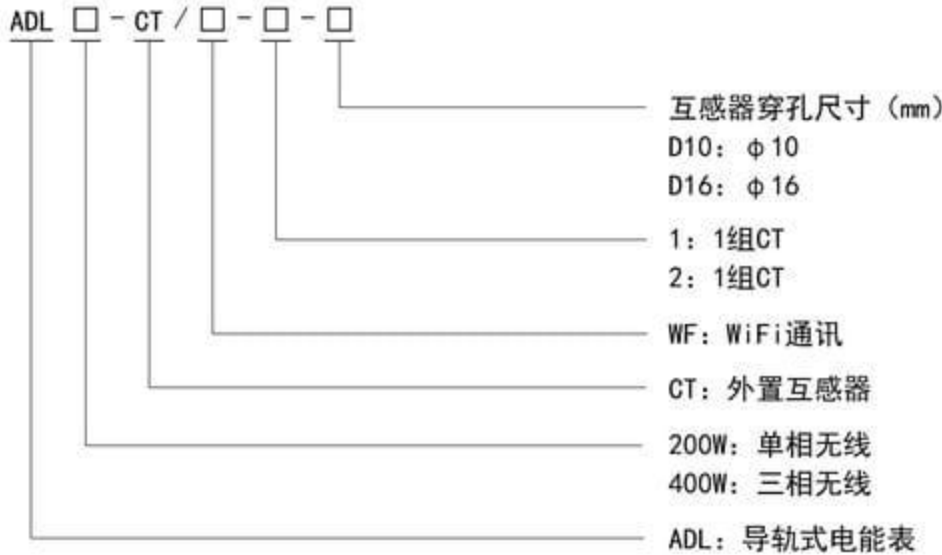 ADL □-CT/□-□-□
互感器穿孔尺寸（mm）
D10：φ10
D16：φ16
1：1组CT
2：1组CT
WF：WiFi通讯
CT：外置互感器
200W：单相无线
400W：三相无线
ADL：导轨式电能表